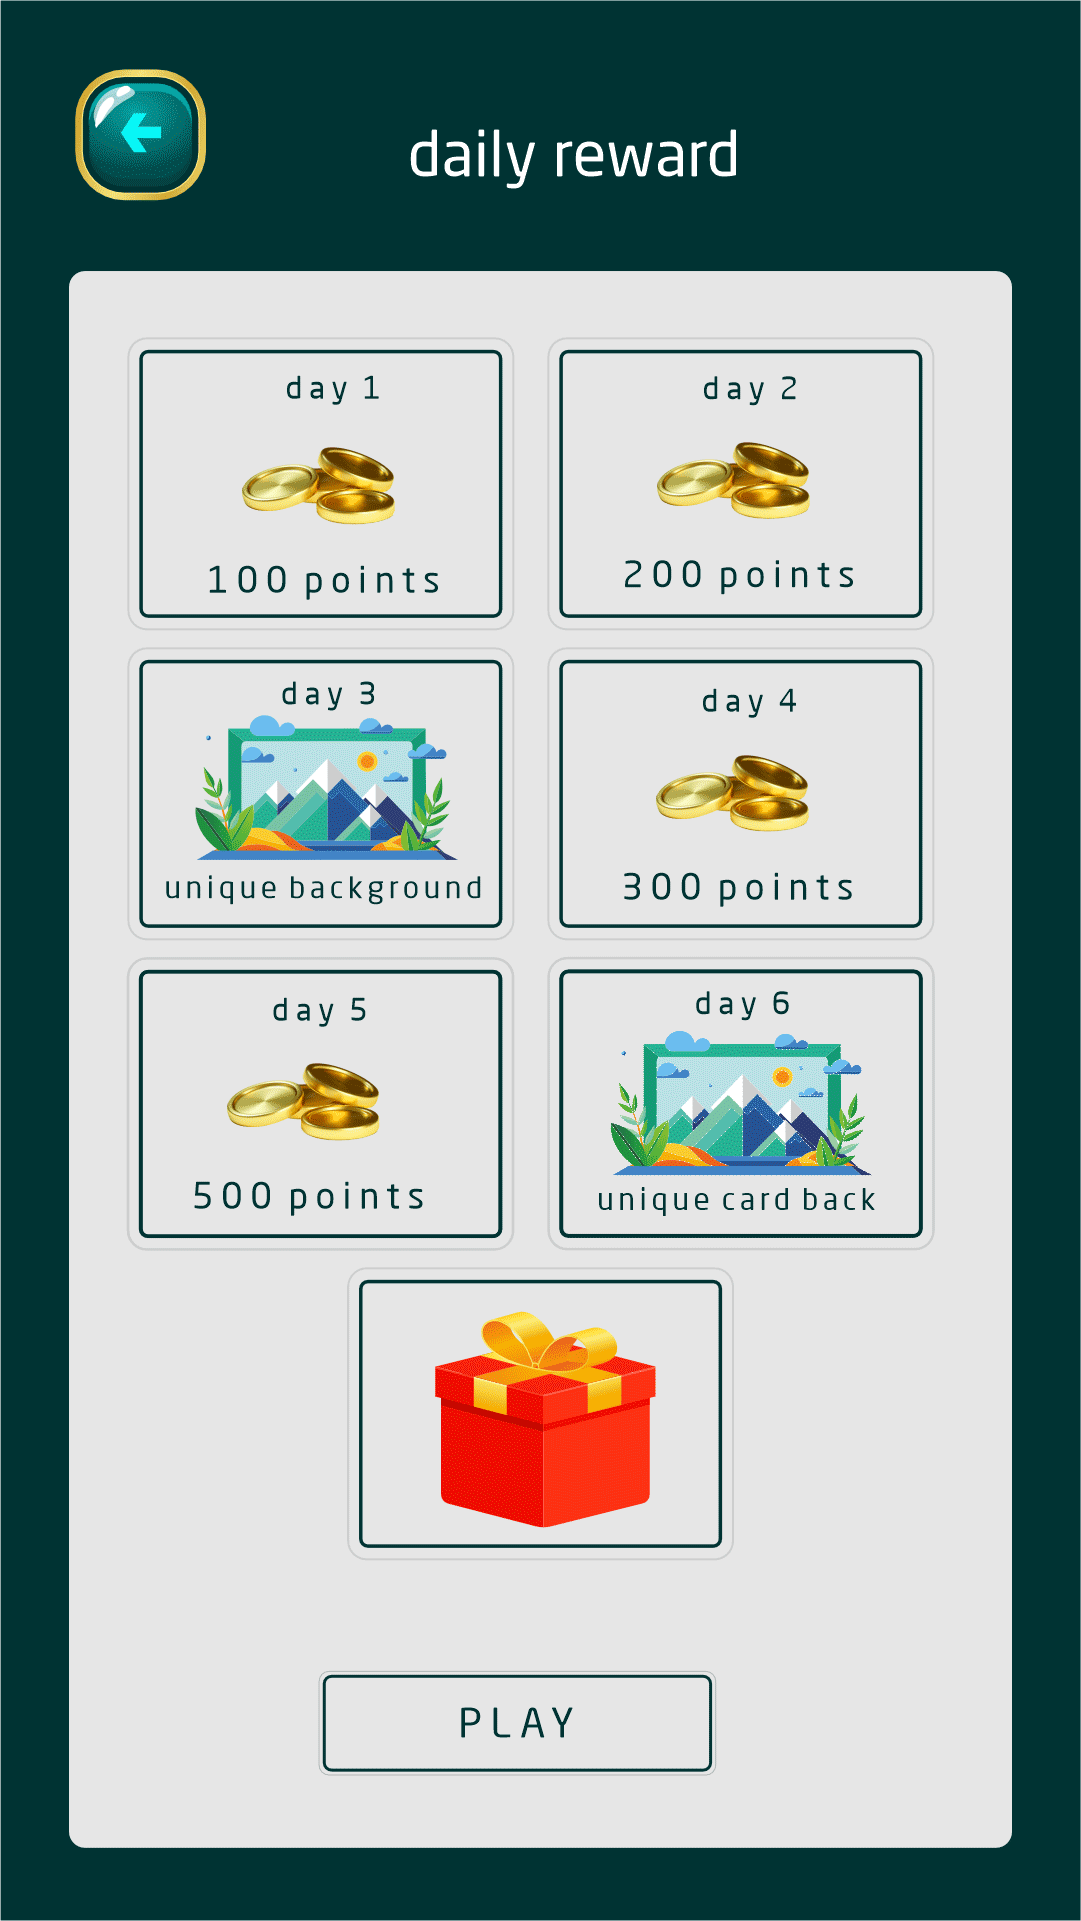 daily reward
day 1
100 points
day 2
200 points
day 3
unique background
day 4
300 points
day 5
500 points
day 6
unique card back
PLAY